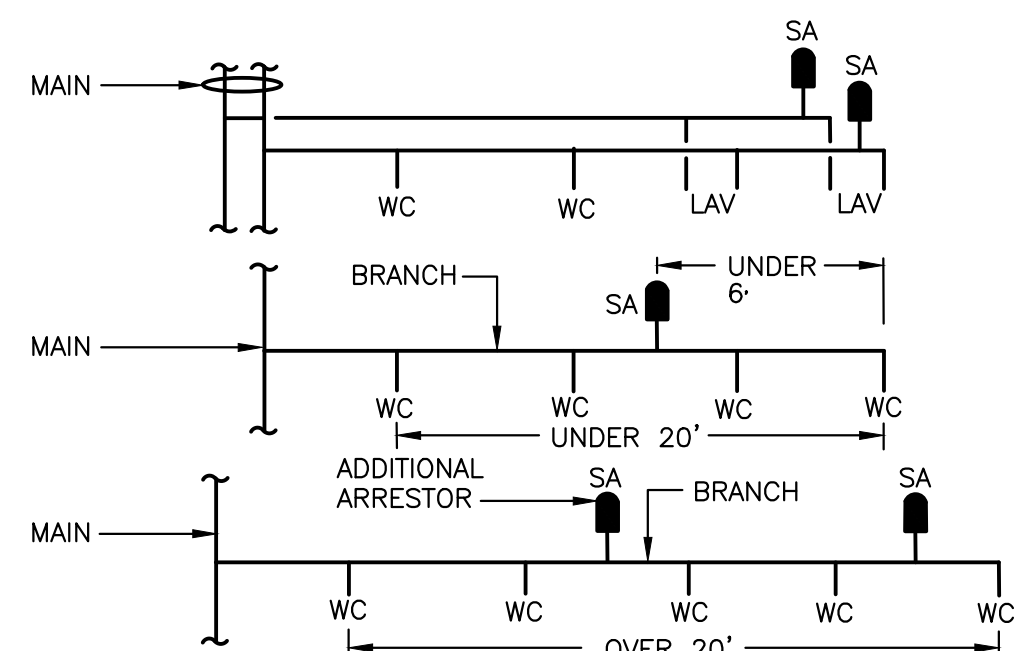 SA
SA
MAIN
WC
WC
LAV
LAV
BRANCH
UNDER
6'
SA
MAIN
WC
WC
WC
WC
UNDER 20'
ADDITIONAL
ARRESTOR
SA
BRANCH
SA
MAIN
WC
WC
WC
WC
WC
OVER 20'